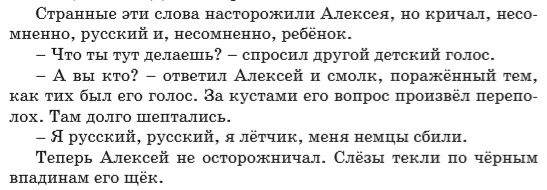 Странные эти слова насторожили Алексея, но кричал, несо-
мненно, русский и, несомненно, ребёнок.
– Что ты тут делаешь? – спросил другой детский голос.
– А вы кто? – ответил Алексей и смолк, поражённый тем,
как тих был его голос. За кустами его вопрос произвёл перепо-
лох. Там долго шептались.
– Я русский, русский, я лётчик, меня немцы сбили.
Теперь Алексей не осторожничал. Слёзы текли по чёрным
впадинам его щёк.